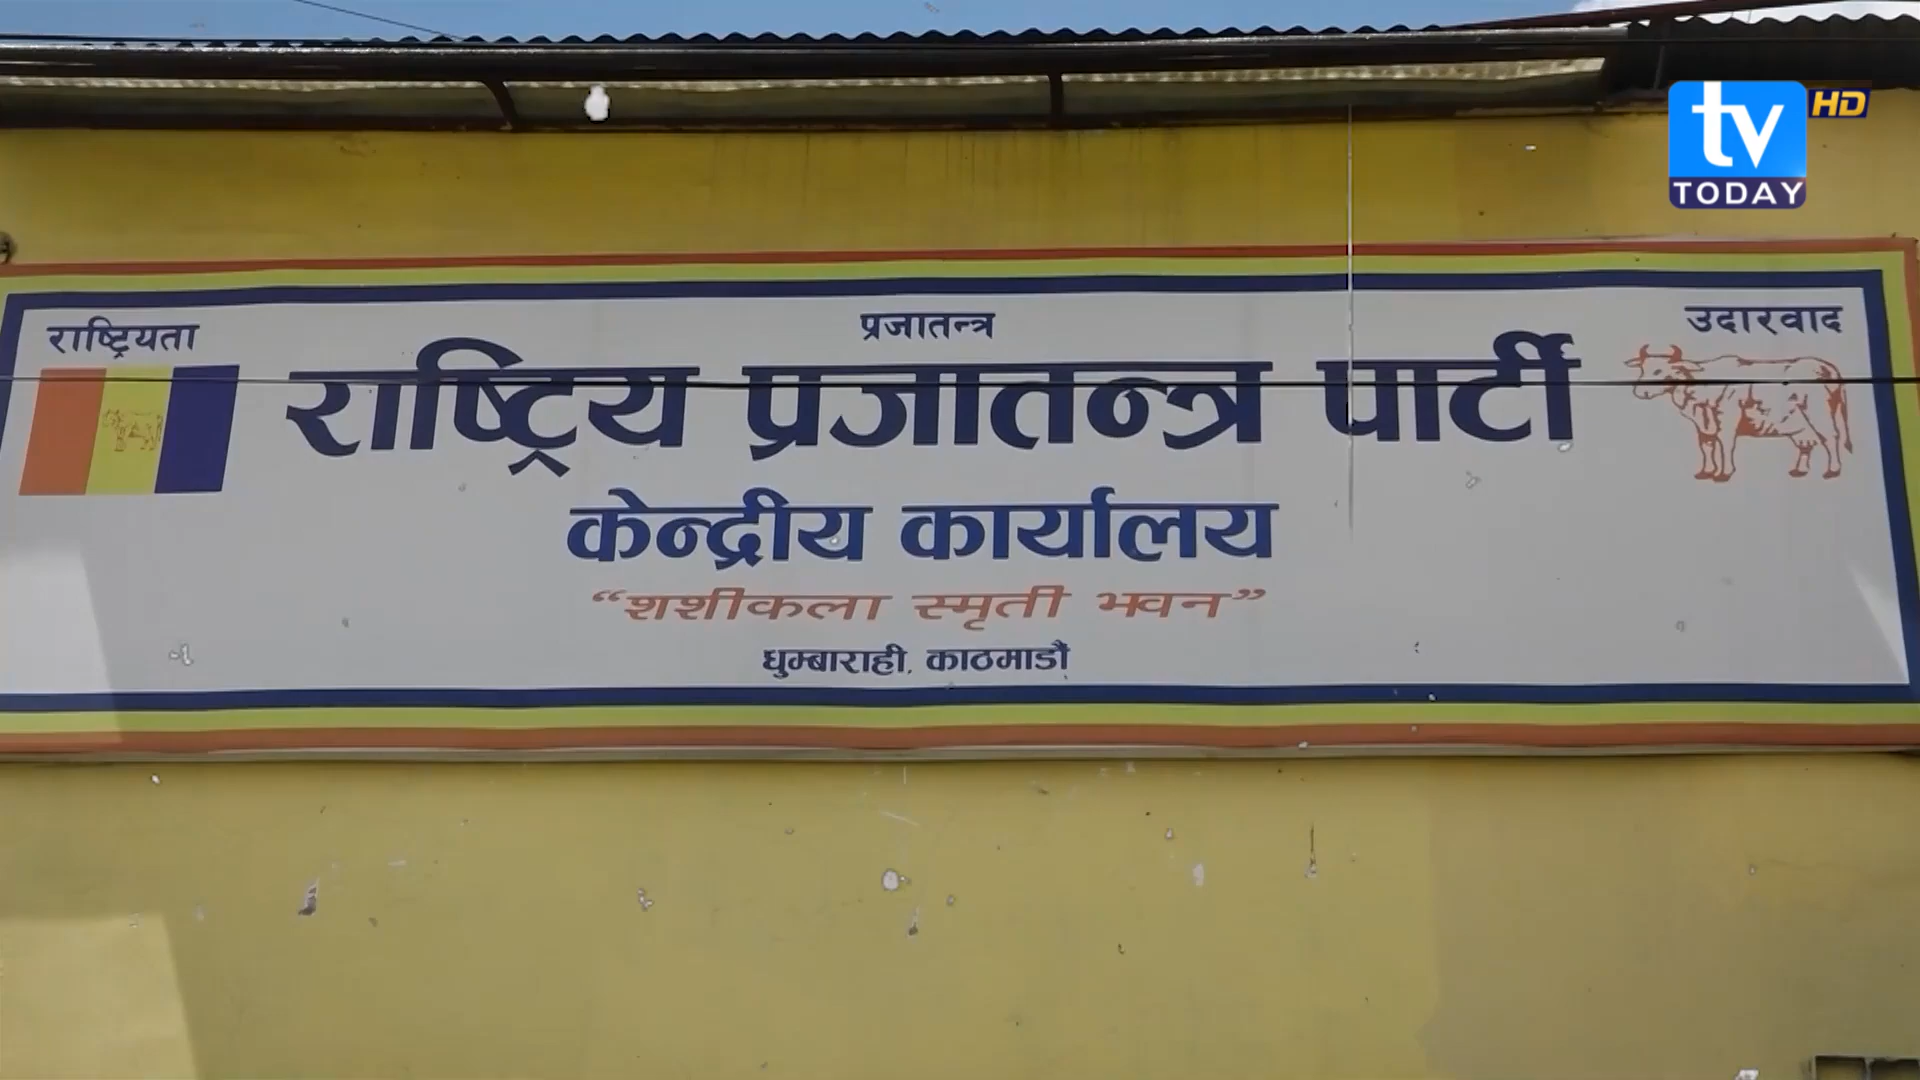 tv HD
TODAY
राष्ट्रियता
प्रजातन्त्र
उदारवाद
राष्ट्रिय प्रजातन्त्र पार्टी
केन्द्रीय कार्यालय
“शशीकला स्मृती भवन”
धुम्बाराही, काठमाडौं